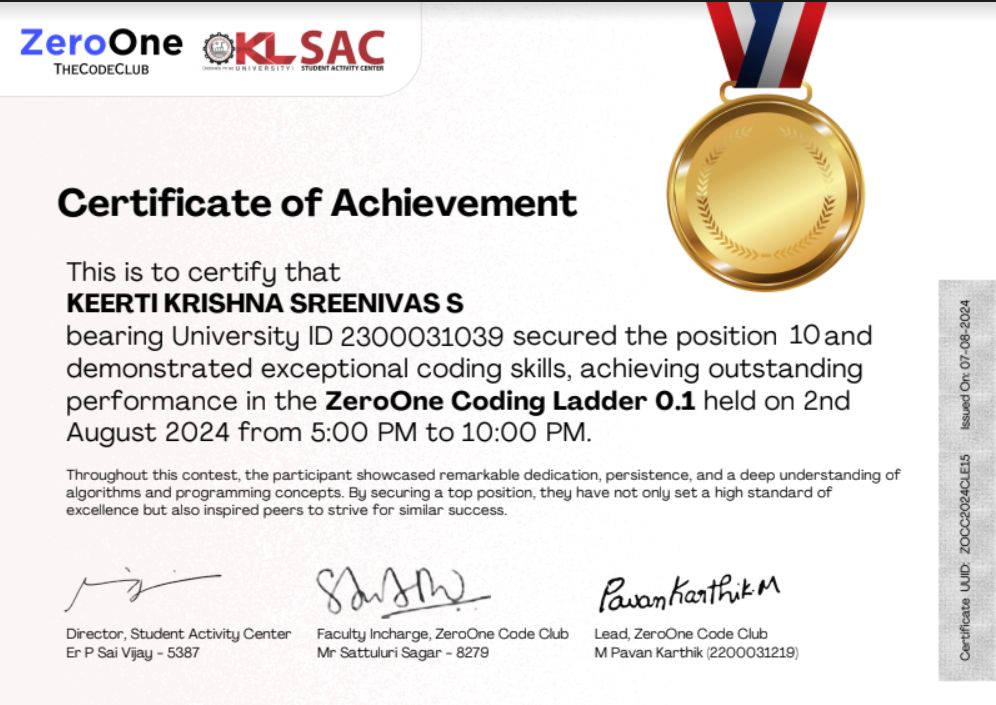 ZeroOne
THECODECLUB
KL SAC
UNIVERSITY
STUDENT ACTIVITY CENTER
Certificate of Achievement
This is to certify that
KEERTI KRISHNA SREENIVAS S
bearing University ID 2300031039 secured the position 10 and
demonstrated exceptional coding skills, achieving outstanding
performance in the ZeroOne Coding Ladder 0.1 held on 2nd
August 2024 from 5:00 PM to 10:00 PM.
Throughout this contest, the participant showcased remarkable dedication, persistence, and a deep understanding of
algorithms and programming concepts. By securing a top position, they have not only set a high standard of
excellence but also inspired peers to strive for similar success.
Pavan Karthik M
Director, Student Activity Center
Er P Sai Vijay - 5387
Faculty Incharge, ZeroOne Code Club
Mr Sattuluri Sagar - 8279
Lead, ZeroOne Code Club
M Pavan Karthik (2200031219)
Certificate UUID: ZOCC2024CLE15 Issued On: 07-08-2024